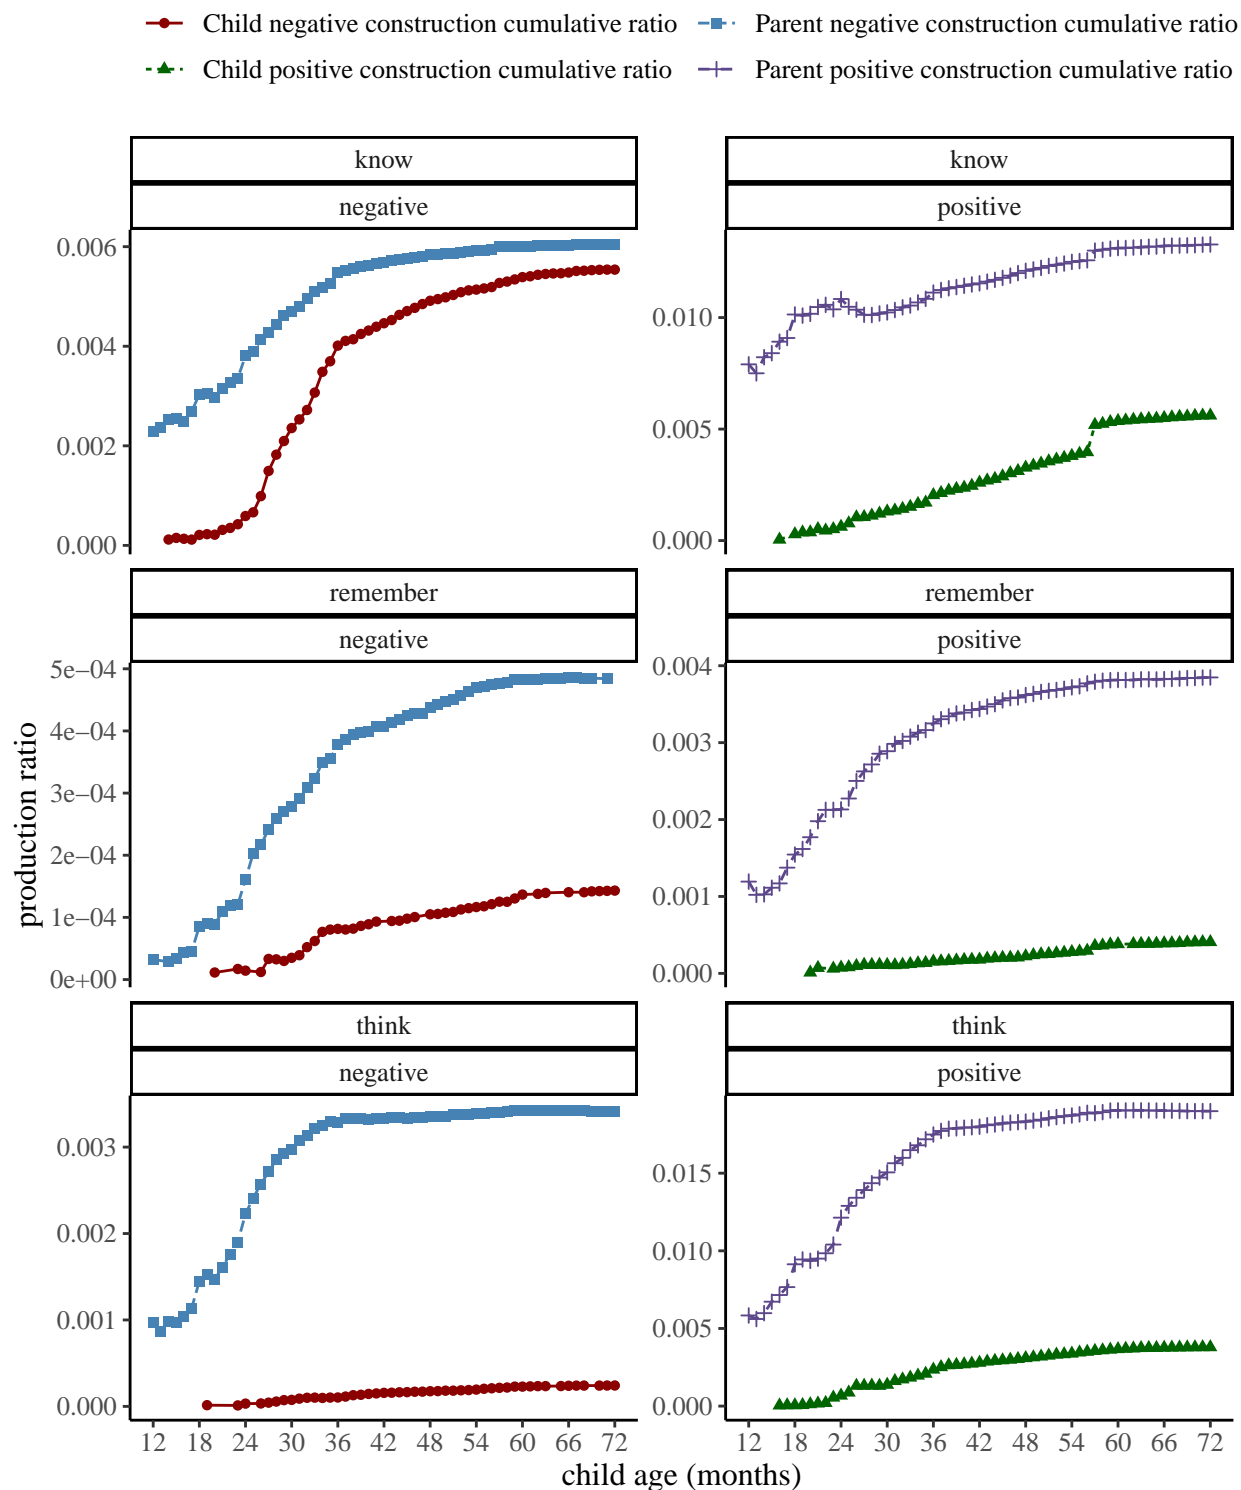 Child negative construction cumulative ratio Parent negative construction cumulative ratio
Child positive construction cumulative ratio Parent positive construction cumulative ratio
know know
negative positive
0.006
0.004
0.002
0.000
0.010
0.005
0.000
remember remember
negative positive
5e−04
4e−04
3e−04
2e−04
1e−04
0e+00
0.004
0.003
0.002
0.001
0.000
think think
negative positive
0.003
0.002
0.001
0.000
0.015
0.010
0.005
0.000
12 18 24 30 36 42 48 54 60 66 72 12 18 24 30 36 42 48 54 60 66 72
child age (months)
production ratio